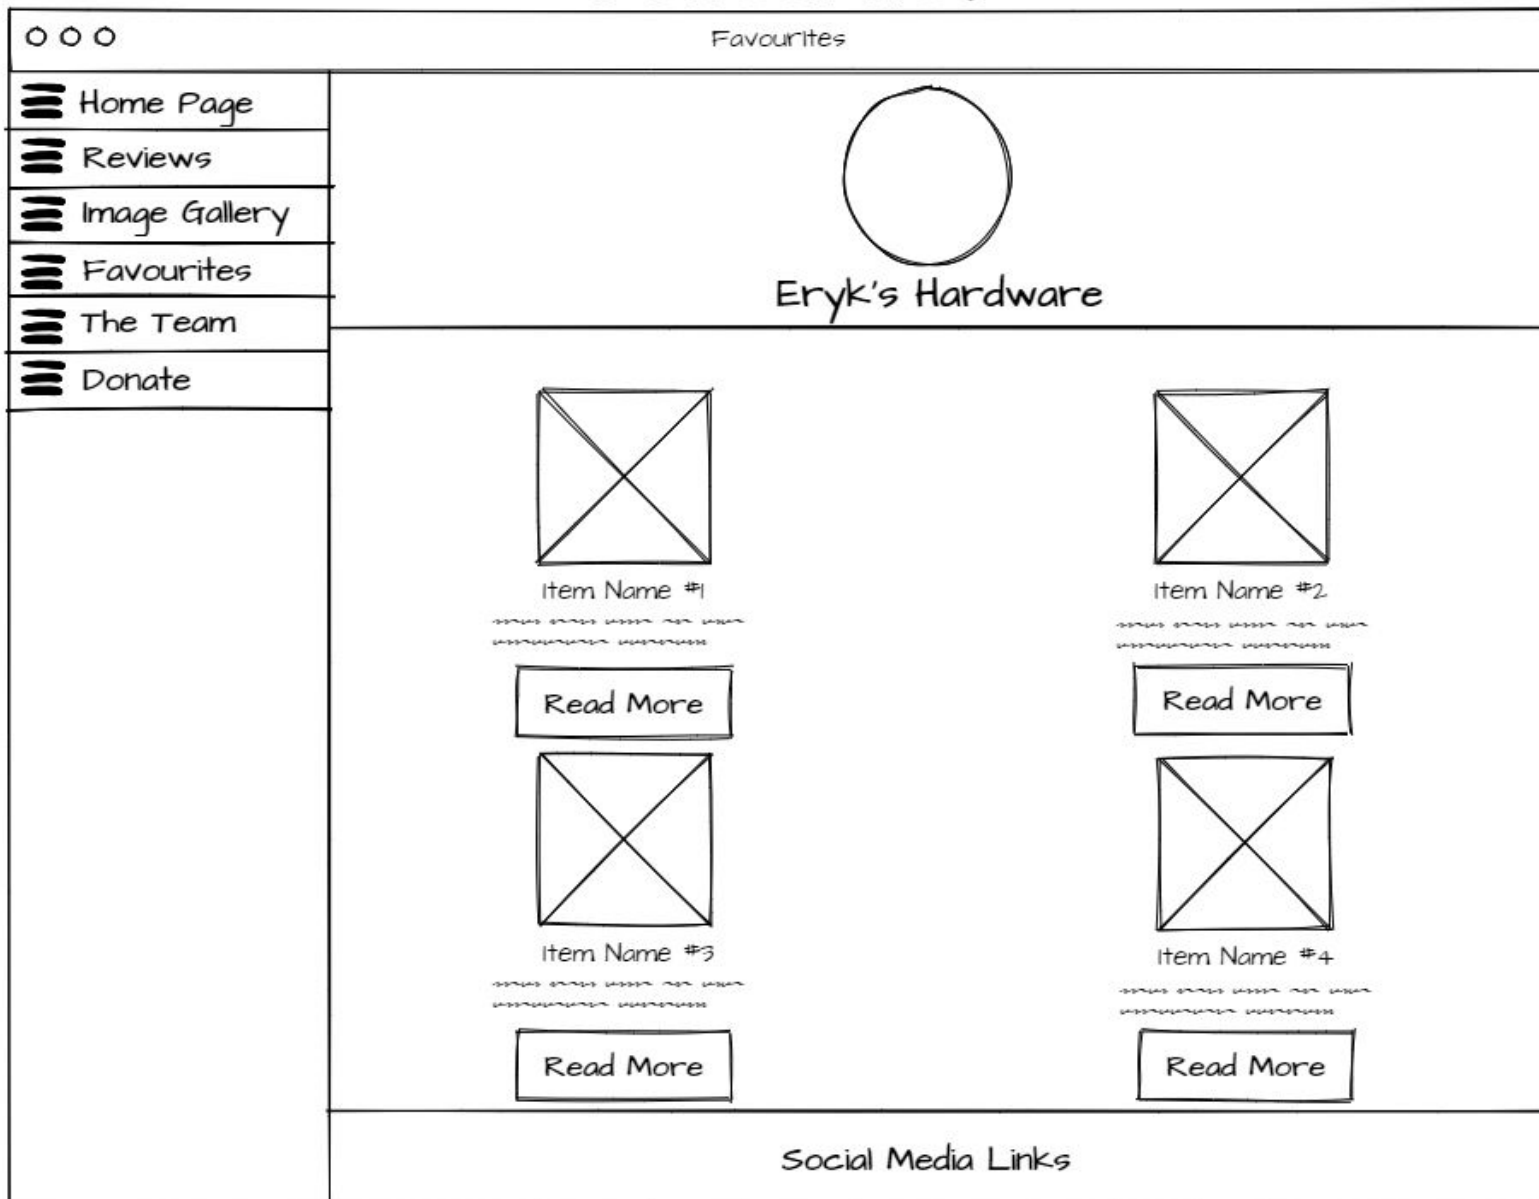 Favourites
Home Page
Reviews
Image Gallery
Favourites
The Team
Donate
Eryk's Hardware
Item Name #1
Item Name #2
Read More
Read More
Item Name #3
Item Name #4
Read More
Read More
Social Media Links